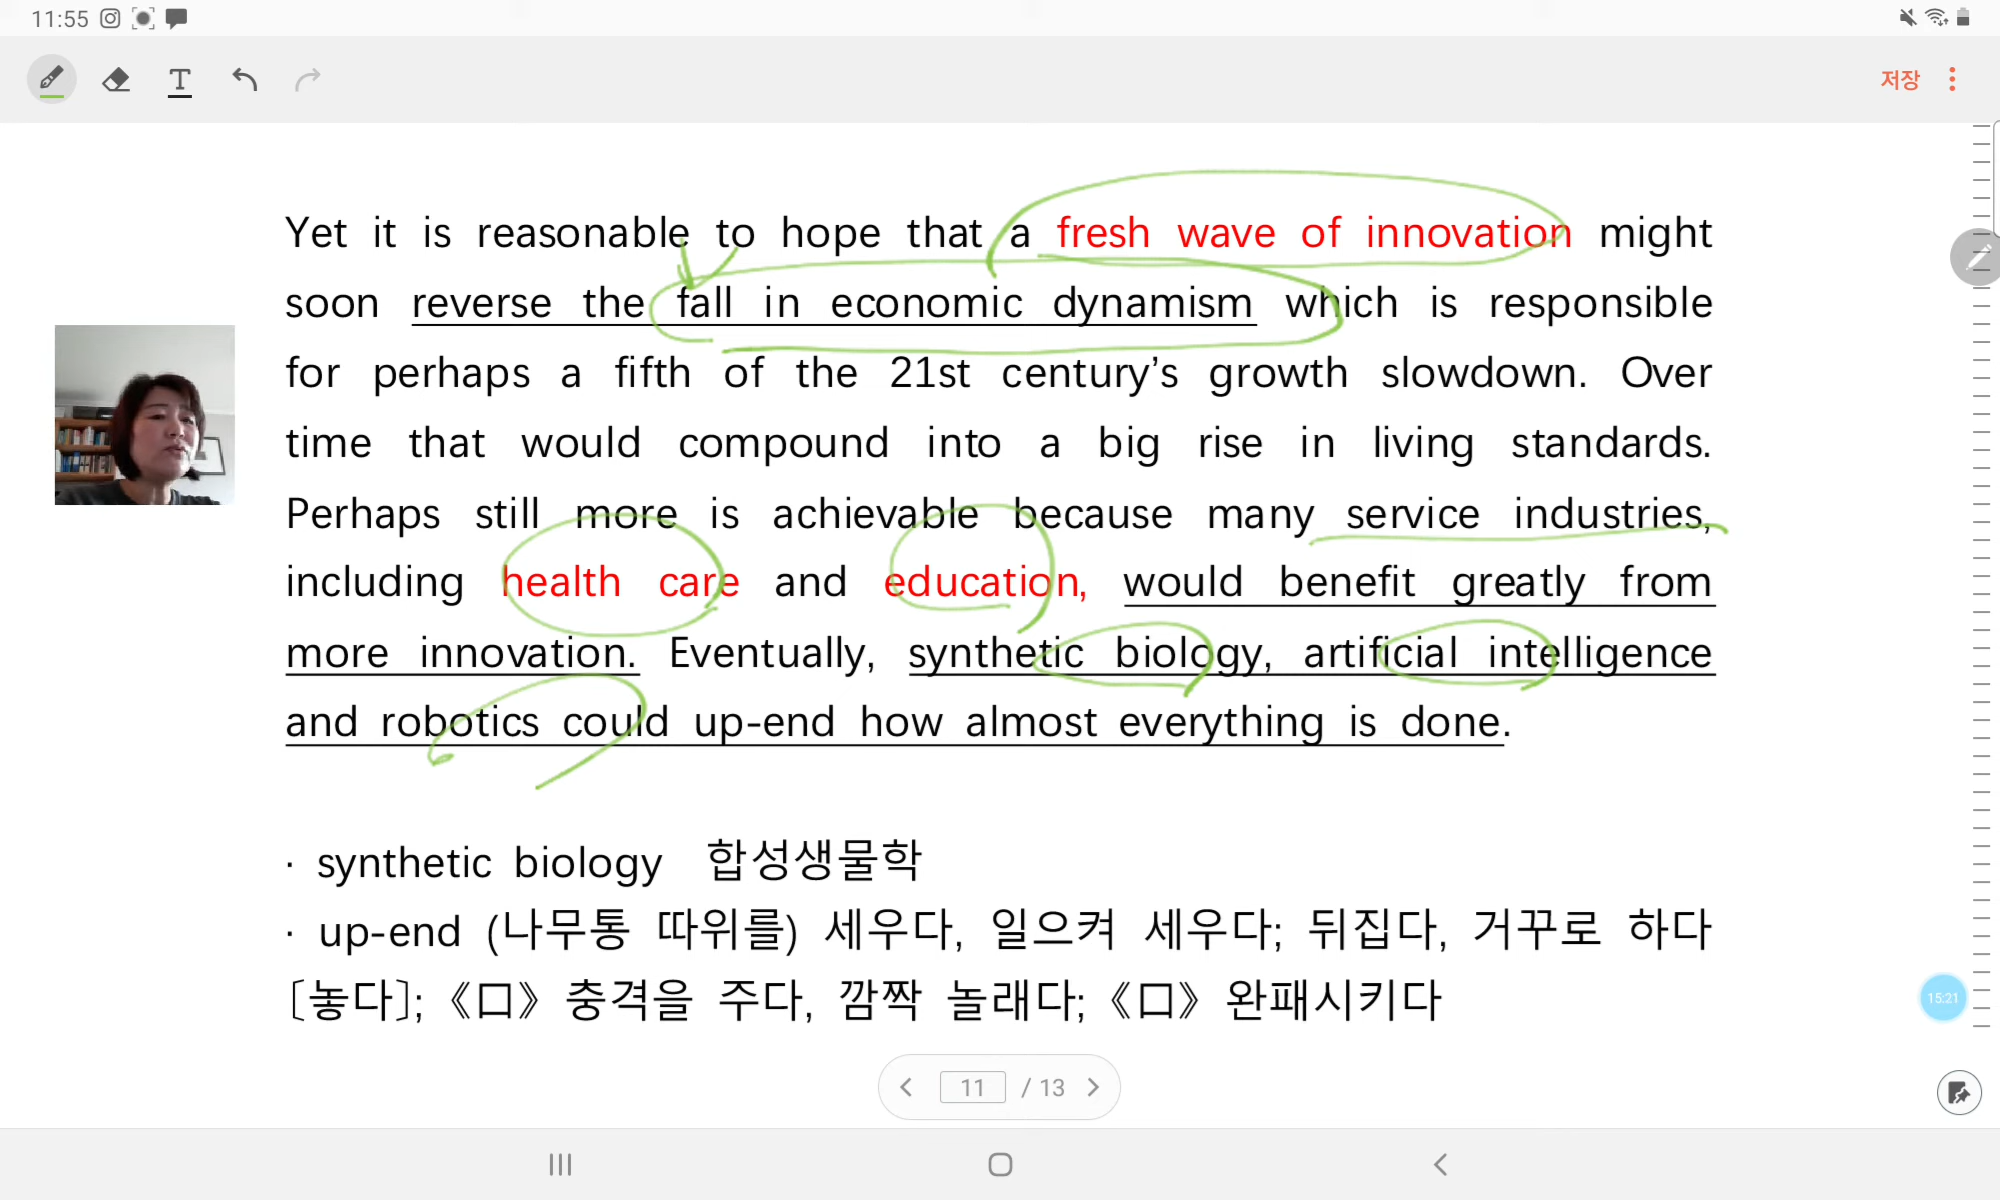 11:55
저장
Yet it is reasonable to hope that a fresh wave of innovation might
soon reverse the fall in economic dynamism which is responsible
for perhaps a fifth of the 21st century’s growth slowdown. Over
time that would compound into a big rise in living standards.
Perhaps still more is achievable because many service industries,
including health care and education, would benefit greatly from
more innovation. Eventually, synthetic biology, artificial intelligence
and robotics could up-end how almost everything is done.
· synthetic biology 합성생물학
· up-end (나무통 따위를) 세우다, 일으켜 세우다; 뒤집다, 거꾸로 하다
[놓다];《口》충격을 주다, 깜짝 놀래다;《口》완패시키다
15:21
11 / 13